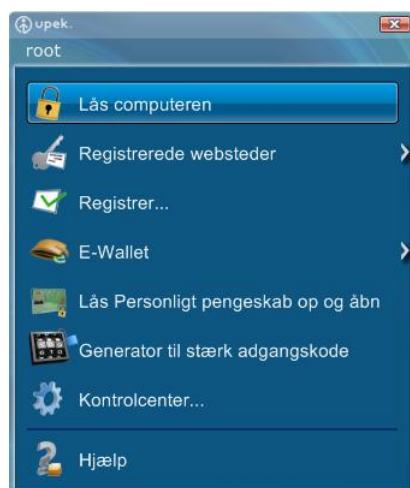 upek.
root
Lås computeren
Registrerede websteder
Registrer...
E-Wallet
Lås Personligt pengeskab op og åbn
Generator til stærk adgangskode
Kontrolcenter...
Hjælp